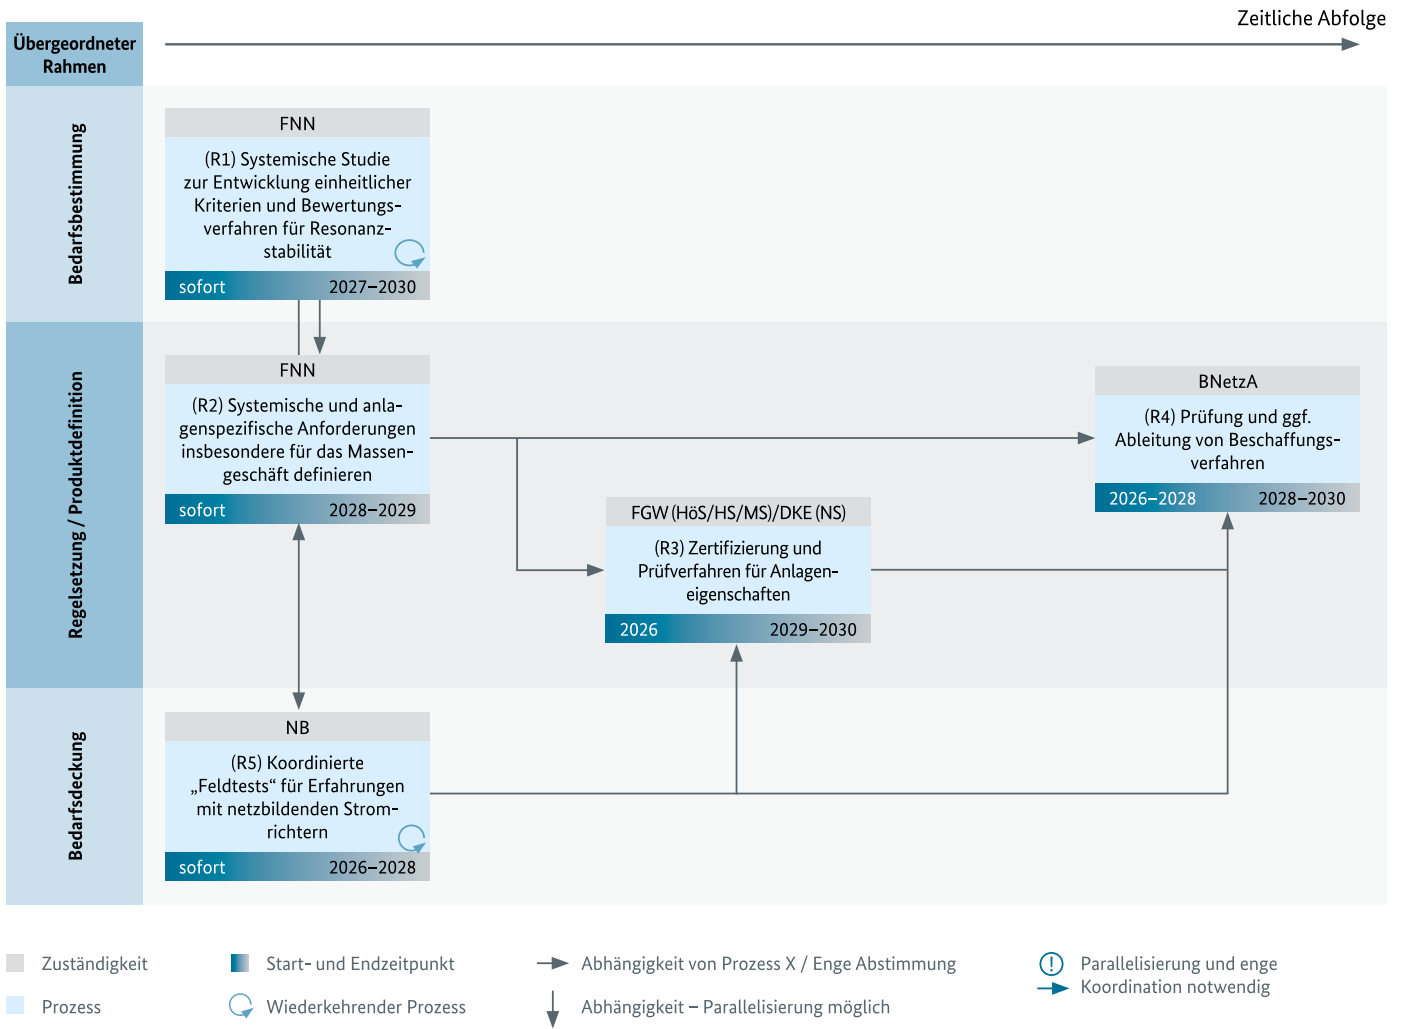 Zeitliche Abfolge
Übergeordneter
Rahmen
Bedarfsbestimmung
FNN
(R1) Systemische Studie
zur Entwicklung einheitlicher
Kriterien und Bewertungs-
verfahren für Resonanz-
stabilität
sofort 2027–2030
Regelsetzung / Produktdefinition
FNN
(R2) Systemische und anla-
genspezifische Anforderungen
insbesondere für das Massen-
geschäft definieren
sofort 2028–2029
FGW (HöS/HS/MS)/DKE (NS)
(R3) Zertifizierung und
Prüfverfahren für Anlagen-
eigenschaften
2026 2029–2030
BNetzA
(R4) Prüfung und ggf.
Ableitung von Beschaffungs-
verfahren
2026–2028 2028–2030
Bedarfsdeckung
NB
(R5) Koordinierte
„Feldtests“ für Erfahrungen
mit netzbildenden Strom-
richtern
sofort 2026–2028
Zuständigkeit
Prozess
Start- und Endzeitpunkt
Wiederkehrender Prozess
Abhängigkeit von Prozess X / Enge Abstimmung
Abhängigkeit – Parallelisierung möglich
Parallelisierung und enge
Koordination notwendig